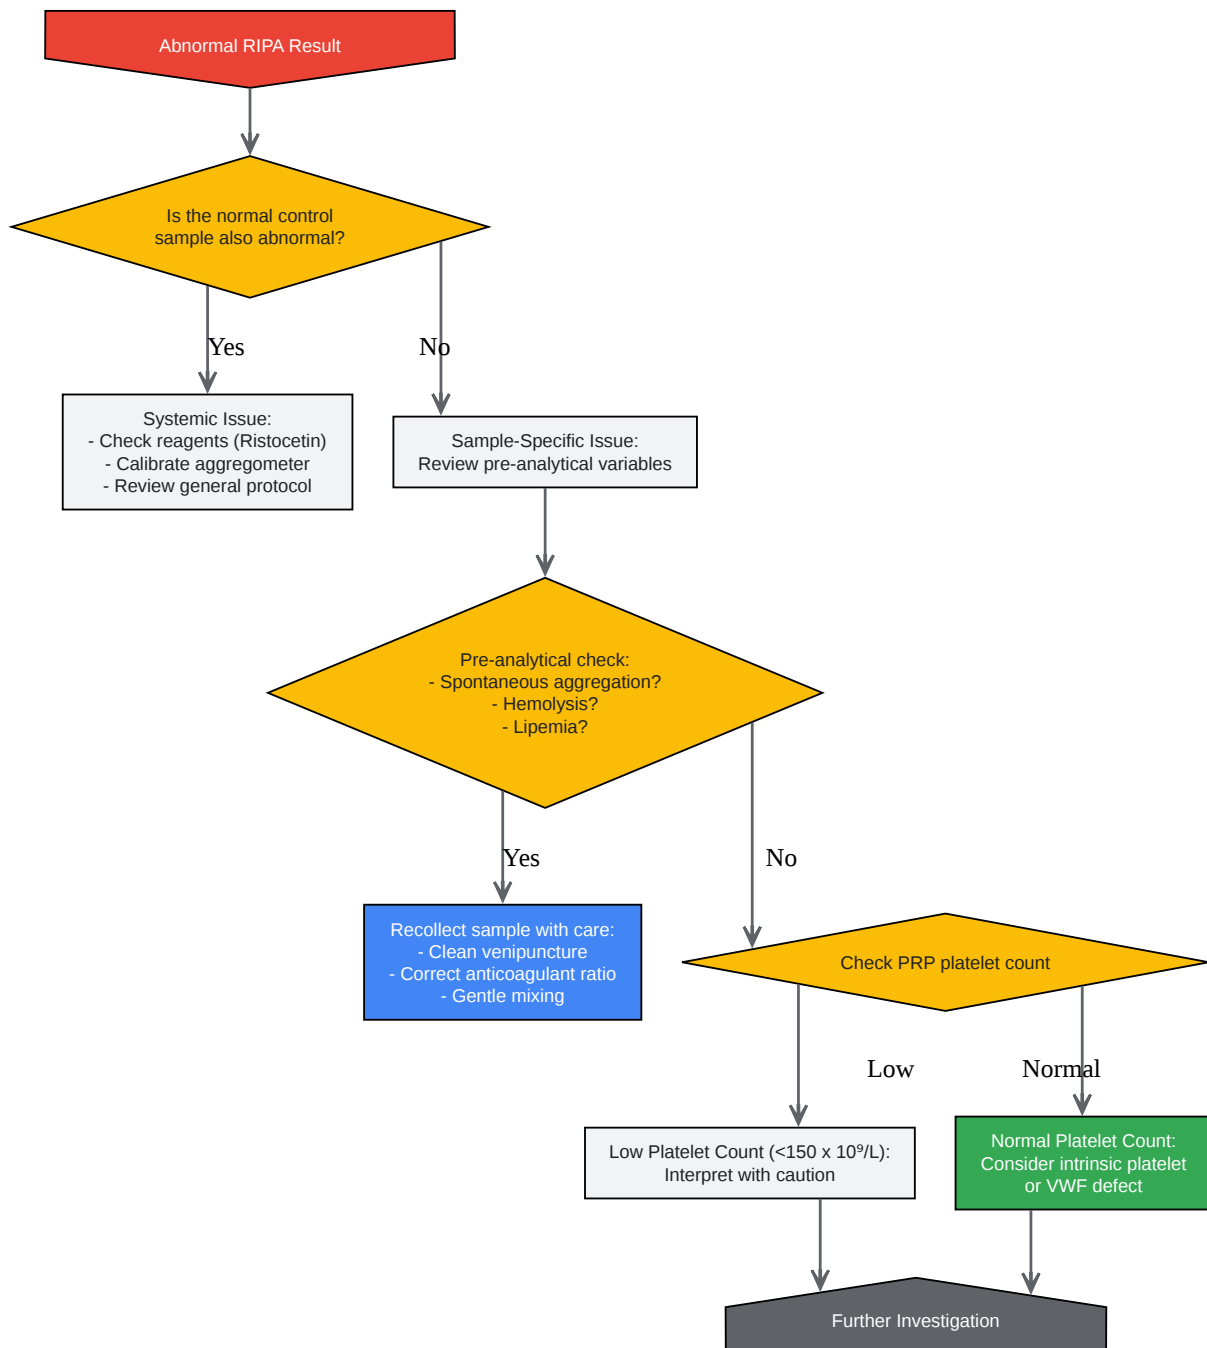 Abnormal RIPA Result
Is the normal control
sample also abnormal?
Yes
No
Systemic Issue:
- Check reagents (Ristocetin)
- Calibrate aggregometer
- Review general protocol
Sample-Specific Issue:
Review pre-analytical variables
Pre-analytical check:
- Spontaneous aggregation?
- Hemolysis?
- Lipemia?
Yes
No
Recollect sample with care:
- Clean venipuncture
- Correct anticoagulant ratio
- Gentle mixing
Check PRP platelet count
Low
Normal
Low Platelet Count (<150 x 10⁹/L):
Interpret with caution
Normal Platelet Count:
Consider intrinsic platelet
or VWF defect
Further Investigation